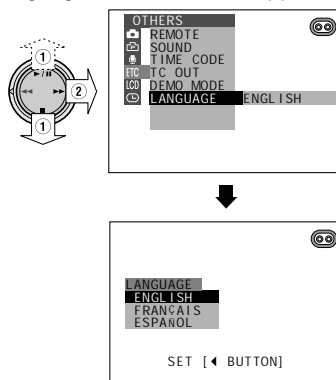 OTHERS
REMOTE
SOUND
TIME CODE
ETC TC OUT
LCD DEMO MODE
LANGUAGE ENGLISH
1
2
1
LANGUAGE
ENGLISH
FRANÇAIS
ESPAÑOL
SET [◀ BUTTON]